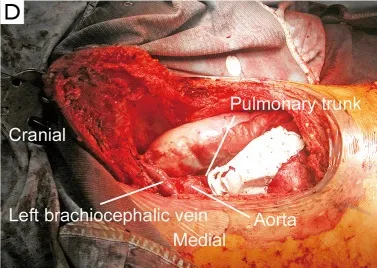 D
Pulmonary trunk
Cranial
Left brachiocephalic vein
Aorta
Medial